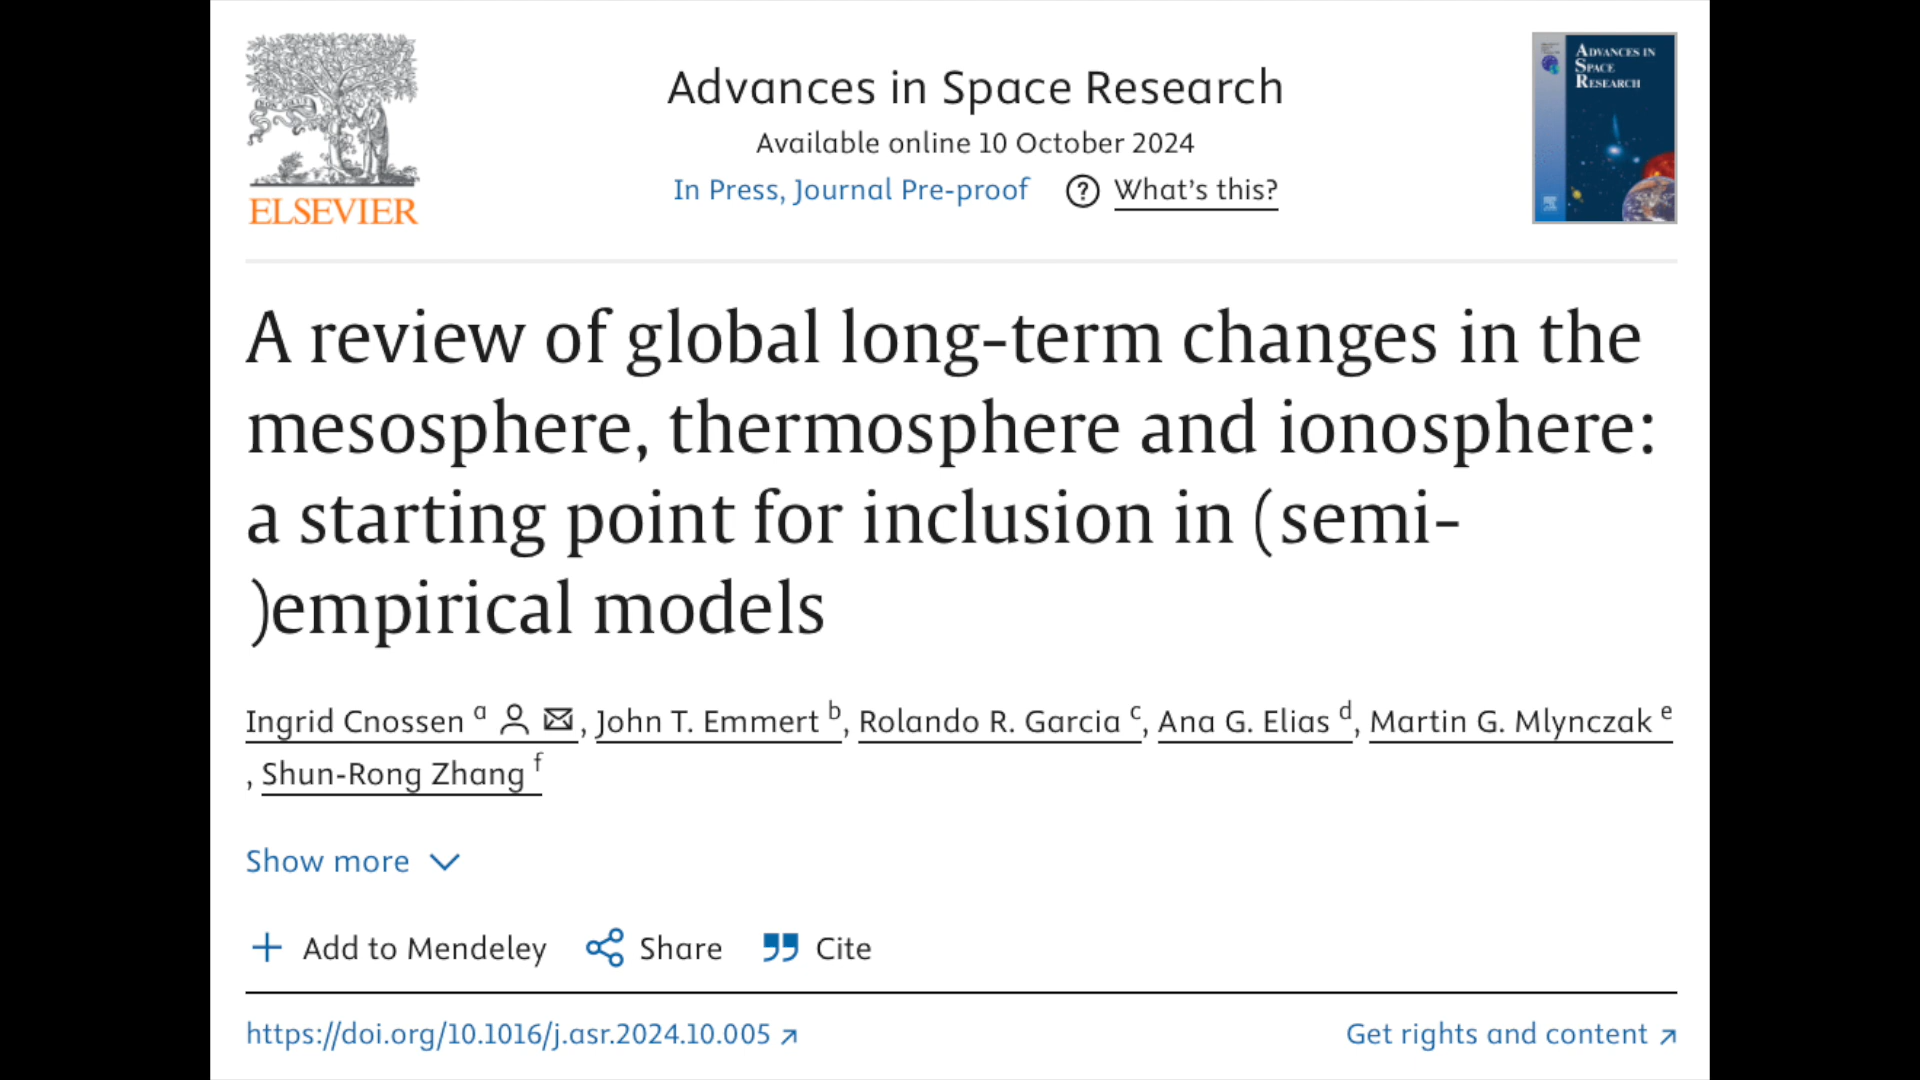 ELSEVIER
Advances in Space Research
Available online 10 October 2024
In Press, Journal Pre-proof ? What's this?
ADVANCES IN
SPACE
RESEARCH
A review of global long-term changes in the
mesosphere, thermosphere and ionosphere:
a starting point for inclusion in (semi-
)empirical models
Ingrid Cnossen a, John T. Emmert b, Rolando R. Garcia c, Ana G. Elias d, Martin G. Mlynczak e
, Shun-Rong Zhang f
Show more
Add to Mendeley Share Cite
https://doi.org/10.1016/j.asr.2024.10.005 Get rights and content